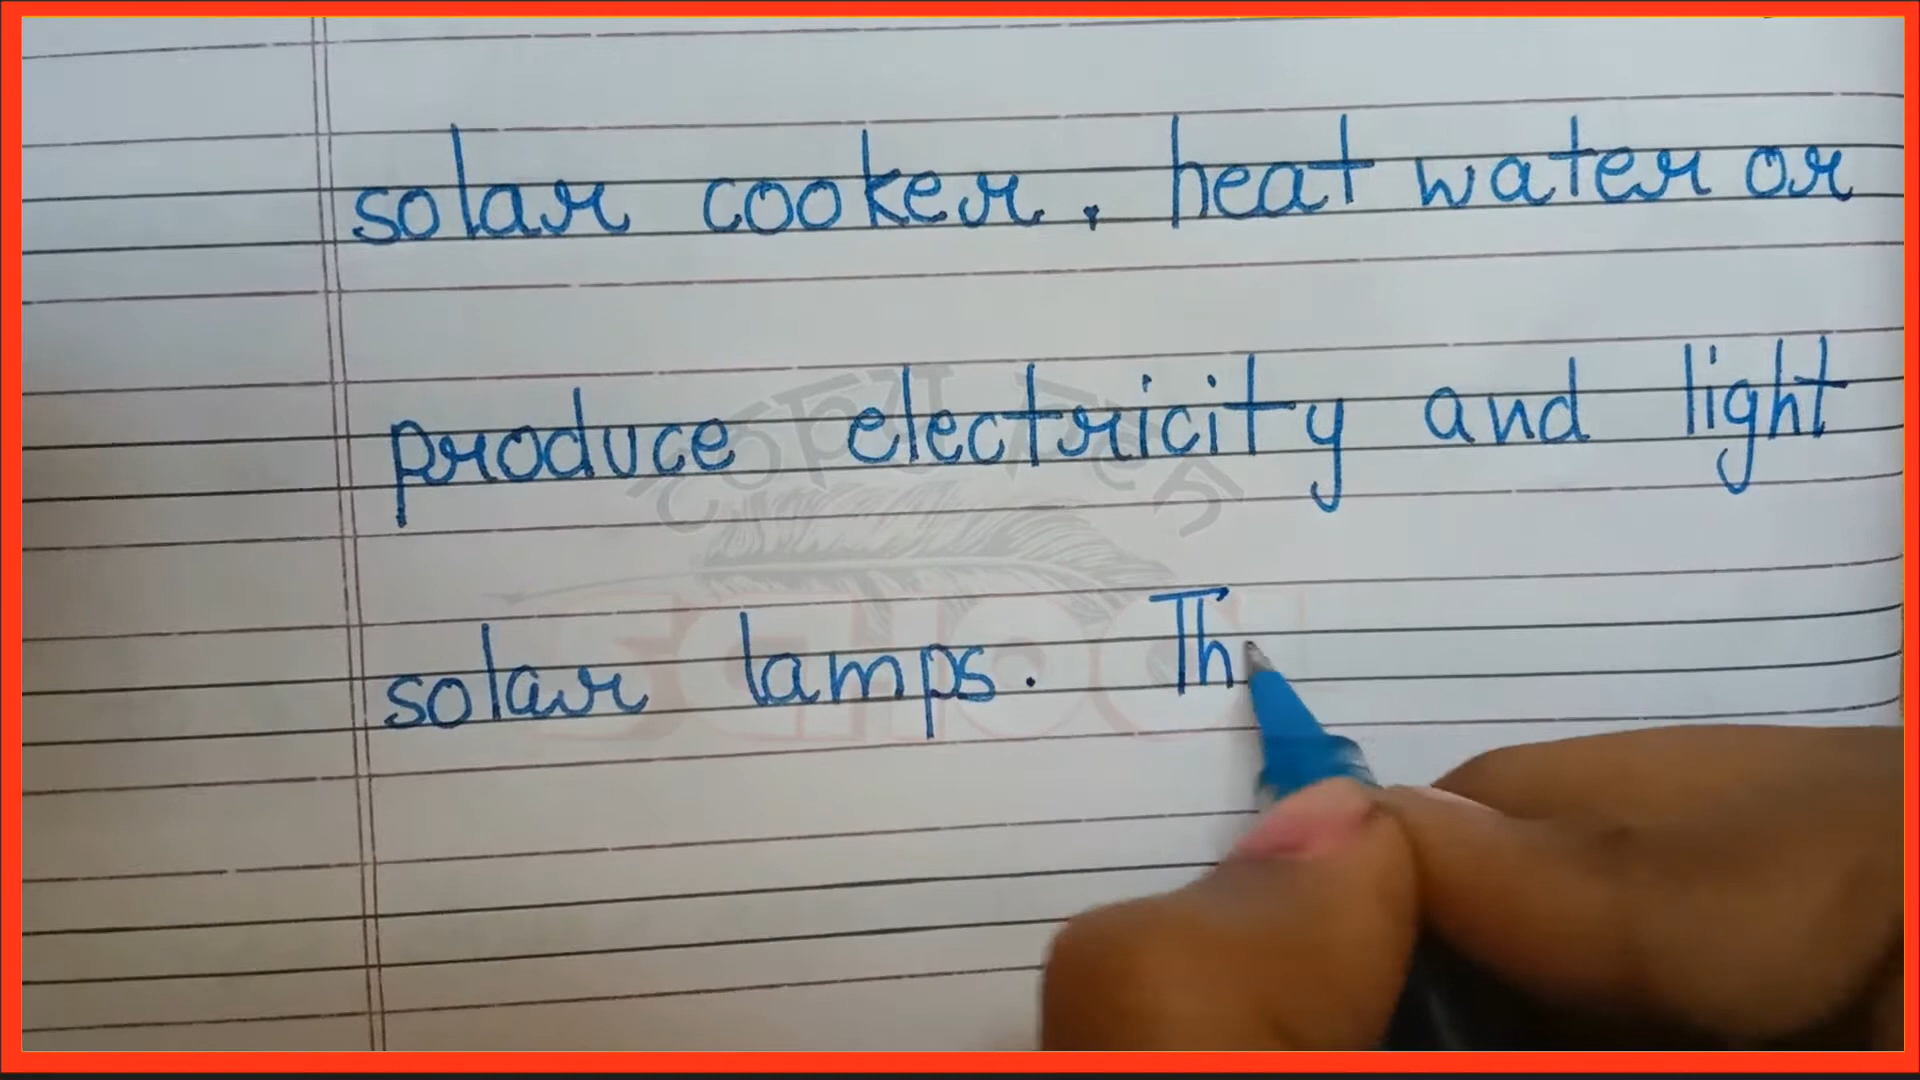 solar cooker, heat water or
produce electricity and light
solar lamps. Th